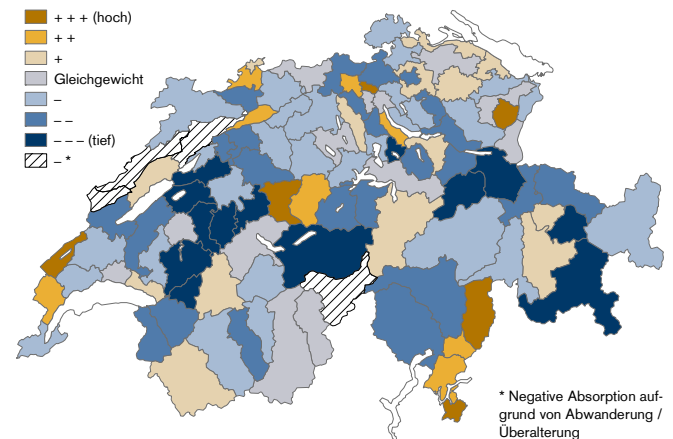 + + + (hoch)
+ +
+
Gleichgewicht
–
– –
– – – (tief)
– *
* Negative Absorption auf-
grund von Abwanderung /
Überalterung